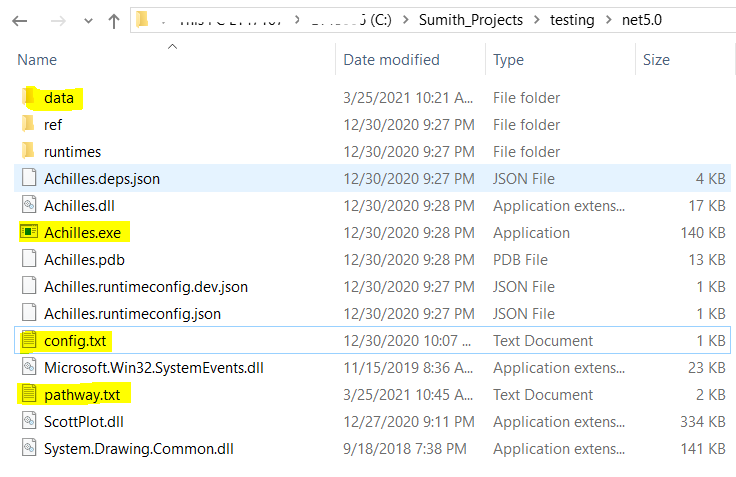 (C:) Sumith_Projects testing net5.0
Name Date modified Type Size
data 3/25/2021 10:21 A... File folder
ref 12/30/2020 9:27 PM File folder
runtimes 12/30/2020 9:27 PM File folder
Achilles.deps.json 12/30/2020 9:27 PM JSON File 4 KB
Achilles.dll 12/30/2020 9:28 PM Application extens... 17 KB
Achilles.exe 12/30/2020 9:28 PM Application 140 KB
Achilles.pdb 12/30/2020 9:28 PM PDB File 13 KB
Achilles.runtimeconfig.dev.json 12/30/2020 9:27 PM JSON File 1 KB
Achilles.runtimeconfig.json 12/30/2020 9:27 PM JSON File 1 KB
config.txt 12/30/2020 10:07 ... Text Document 1 KB
Microsoft.Win32.SystemEvents.dll 11/15/2019 8:36 A... Application extens... 23 KB
pathway.txt 3/25/2021 10:45 A... Text Document 2 KB
ScottPlot.dll 12/27/2020 9:11 PM Application extens... 334 KB
System.Drawing.Common.dll 9/18/2018 7:38 PM Application extens... 141 KB